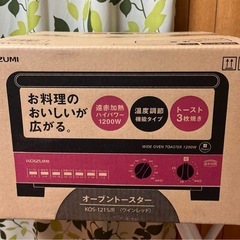 ZUMI
KOIZUMI
お料理の
おいしいが
広がる。
遠赤加熱
ハイパワー
1200W
温度調節
機能タイプ
トースト
3枚焼き
WIDE OVEN TOASTER 1200W
KOIZUMI
オーブントースター
KOS-1215/R 〈ワインレッド〉